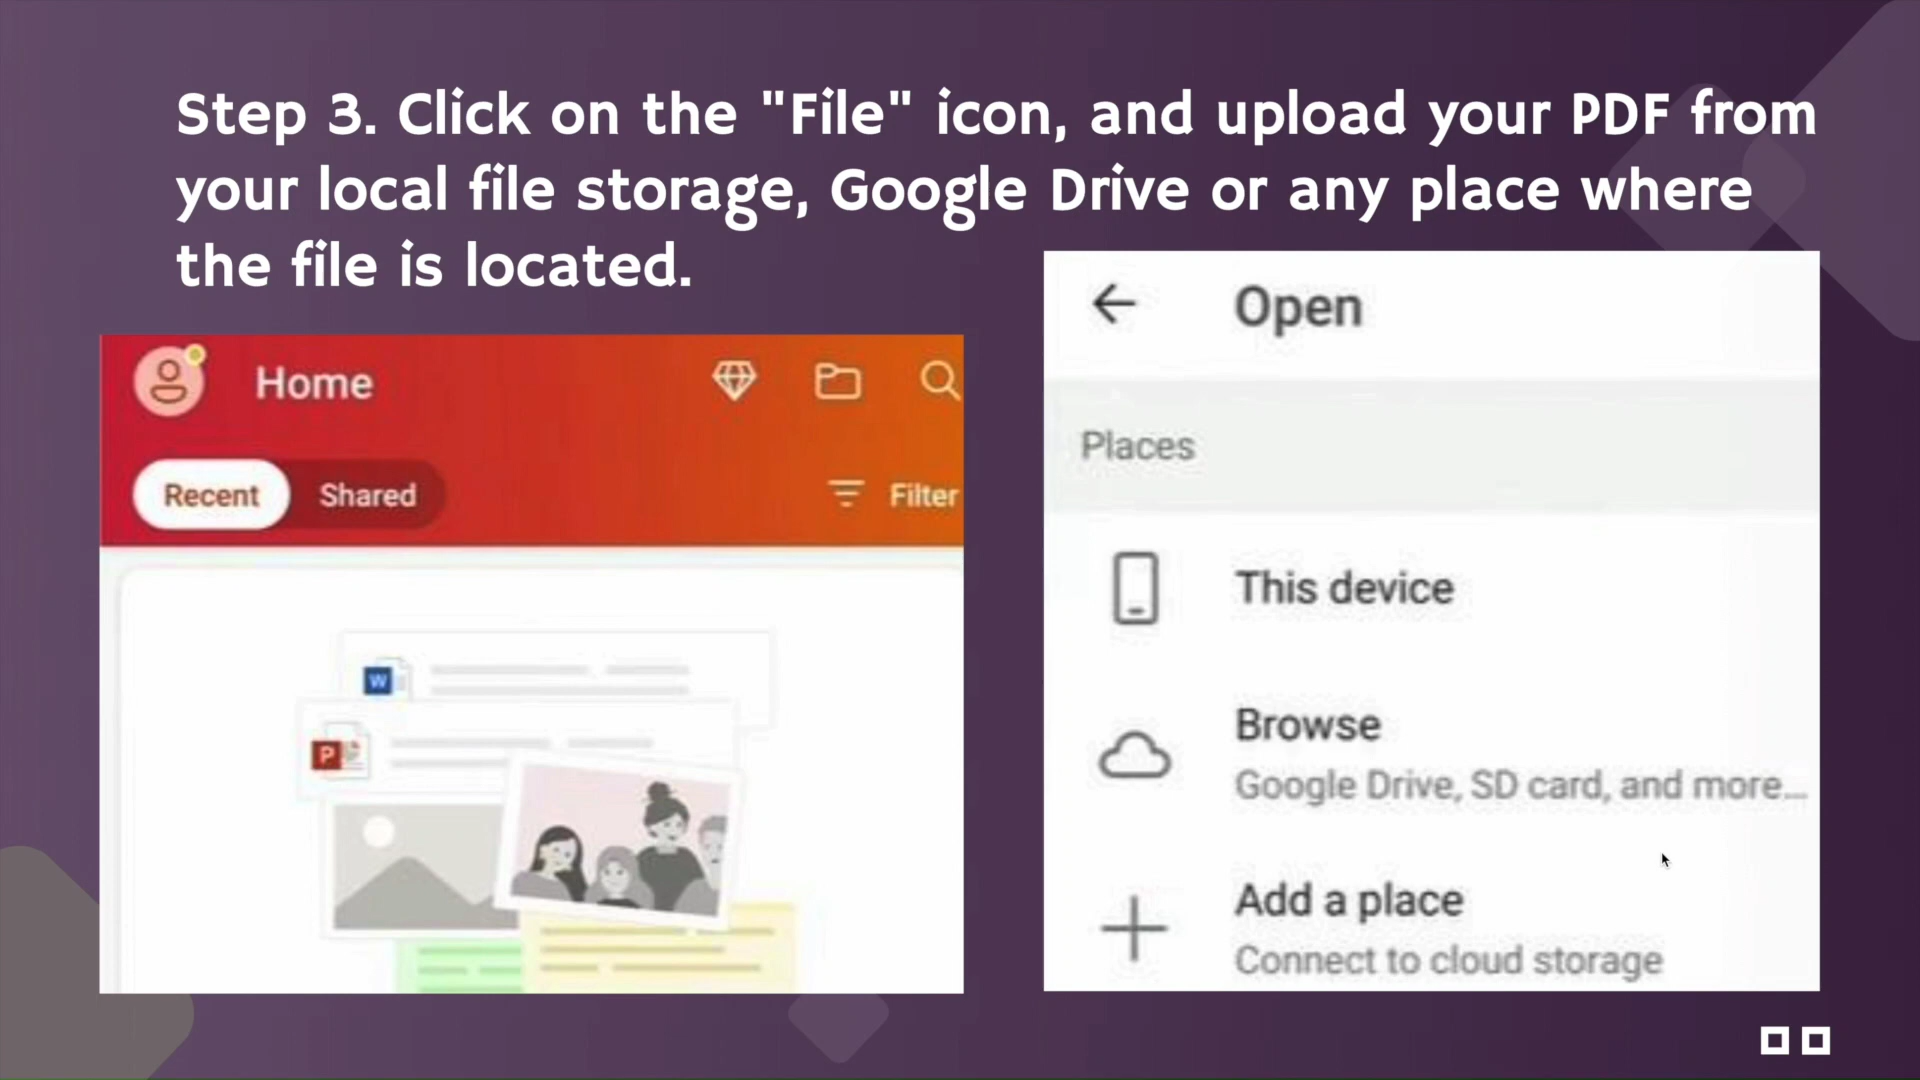 Step 3. Click on the "File" icon, and upload your PDF from
your local file storage, Google Drive or any place where
the file is located.
Home
Recent
Shared
Filter
W
P
Open
Places
This device
Browse
Google Drive, SD card, and more...
Add a place
Connect to cloud storage